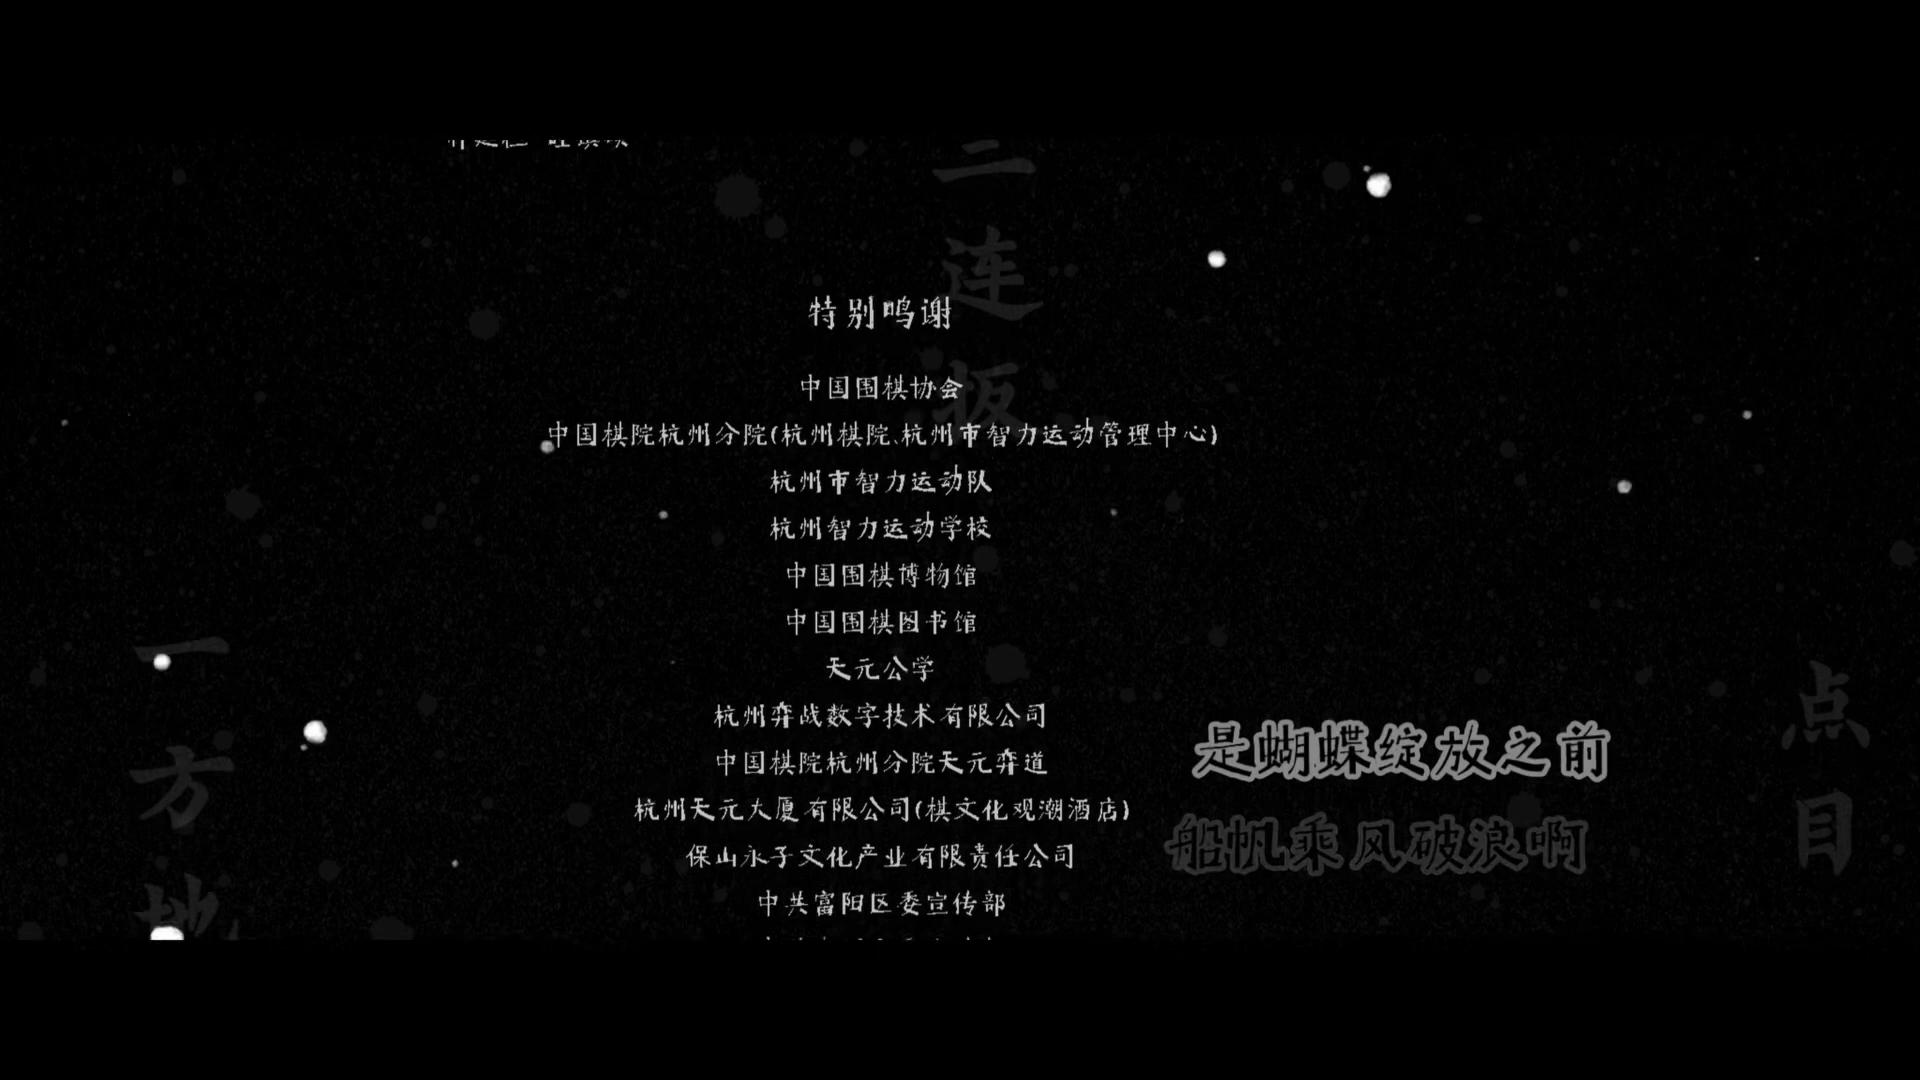 特别鸣谢
中国围棋协会
中国棋院杭州分院(杭州棋院、杭州市智力运动管理中心)
杭州市智力运动队
杭州智力运动学校
中国围棋博物馆
中国围棋图书馆
天元公学
杭州弈战数字技术有限公司
中国棋院杭州分院天元弈道
杭州天元大厦有限公司(棋文化观潮酒店)
保山永子文化产业有限责任公司
中共富阳区委宣传部
是蝴蝶绽放之前
船帆乘风破浪啊
连扳
一方地
点目